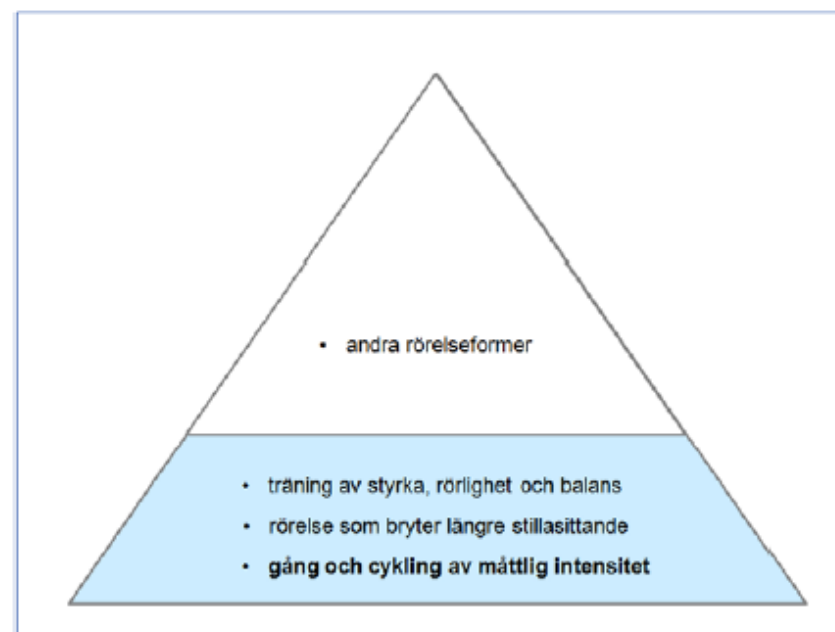 • andra rörelseformer
• träning av styrka, rörlighet och balans
• rörelse som bryter längre stillasittande
• gång och cykling av måttlig intensitet